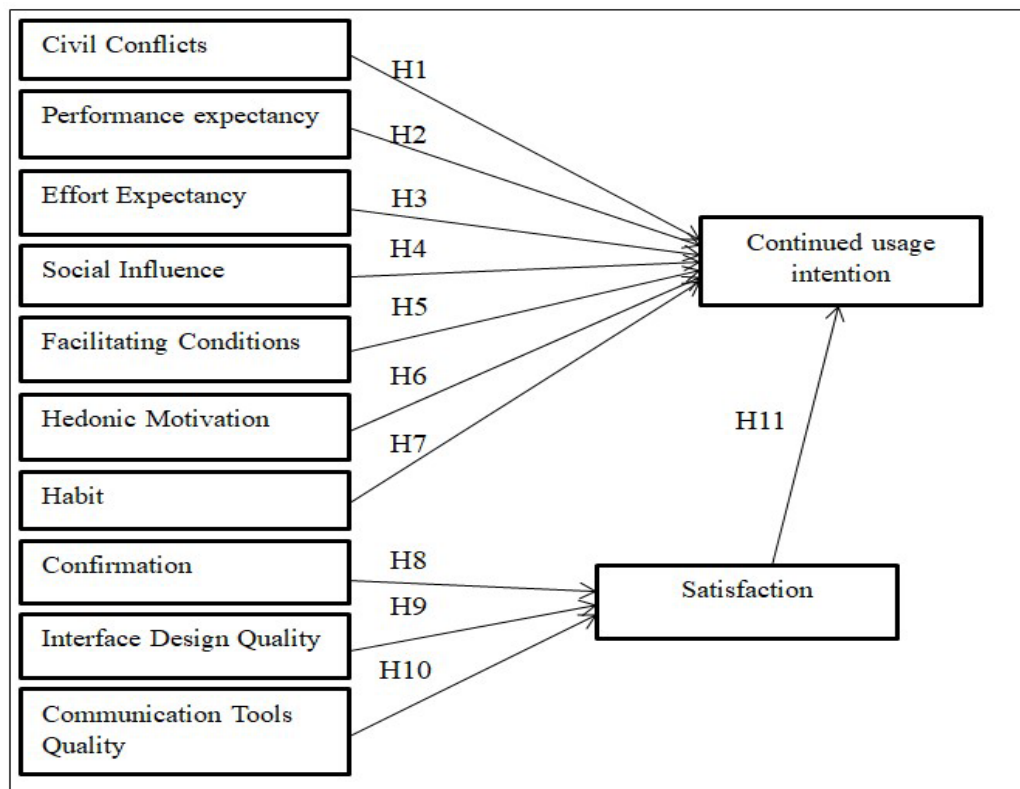 Civil Conflicts
H1
Performance expectancy
H2
Effort Expectancy
H3
Social Influence
H4
Continued usage
intention
Facilitating Conditions
H5
Hedonic Motivation
H6
Habit
H7
H11
Confirmation
H8
Satisfaction
Interface Design Quality
H9
Communication Tools
Quality
H10